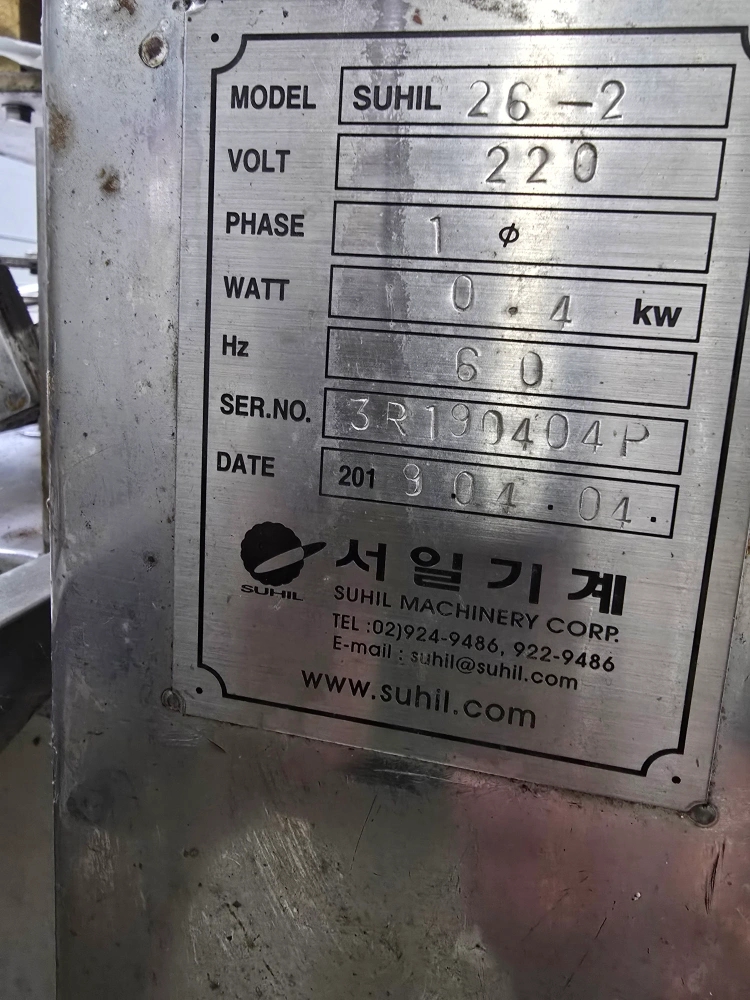 MODEL SUHIL 26-2
VOLT 220
PHASE 1 ϕ
WATT 0.4 kw
Hz 60
SER.NO. 3R190404P
DATE 2019.04.04.
SUHIL 서일기계
SUHIL MACHINERY CORP.
TEL :02)924-9486, 922-9486
E-mail : suhil@suhil.com
www.suhil.com